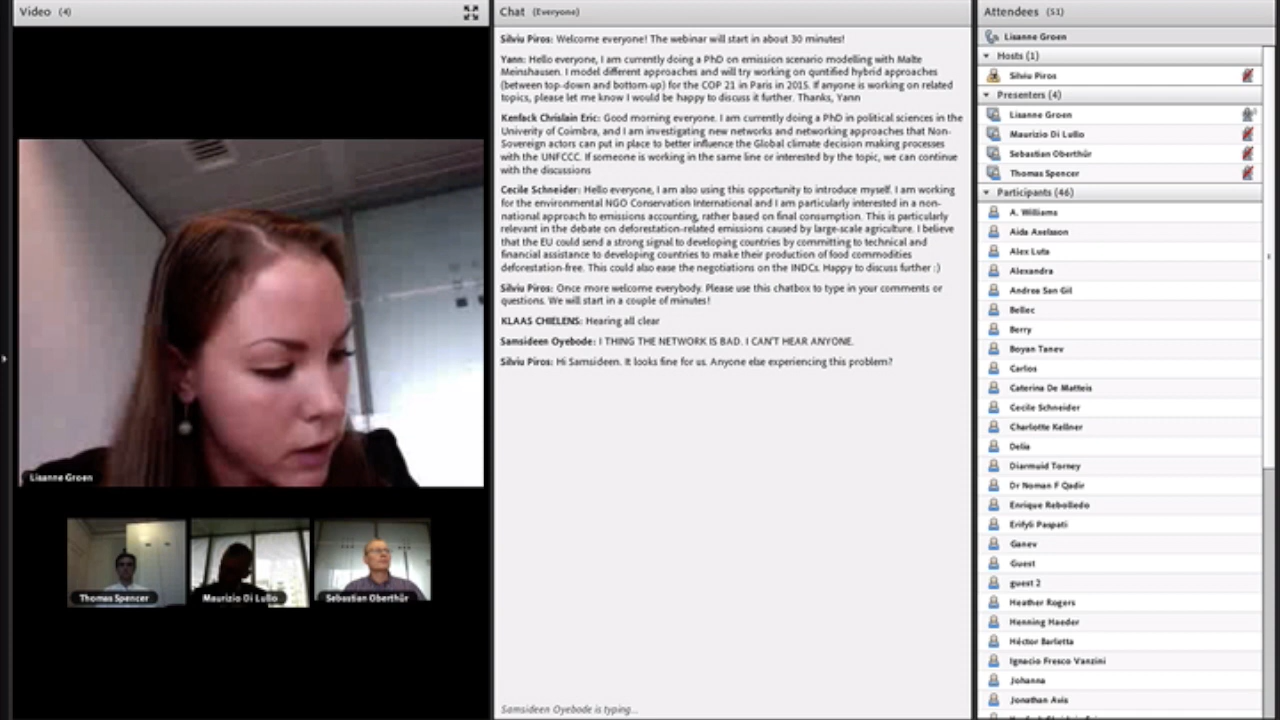 Video (4)
Lisanne Groen
Thomas Spencer
Maurizio Di Lullo
Sebastian Oberthür
Chat (Everyone)
Silviu Piros: Welcome everyone! The webinar will start in about 30 minutes!
Yann: Hello everyone, I am currently doing a PhD on emission scenario modelling with Malte
Meinshausen. I model different approaches and will try working on quntified hybrid approaches
(between top-down and bottom-up) for the COP 21 in Paris in 2015. If anyone is working on related
topics, please let me know I would be happy to discuss it further. Thanks, Yann
Kenfack Chrislain Eric: Good morning everyone. I am currently doing a PhD in political sciences in the
Univerity of Coimbra, and I am investigating new networks and networking approaches that Non-
Sovereign actors can put in place to better influence the Global climate decision making processes
with the UNFCCC. If someone is working in the same line or interested by the topic, we can continue
with the discussions
Cecile Schneider: Hello everyone, I am also using this opportunity to introduce myself. I am working
for the environmental NGO Conservation International and I am particularly interested in a non-
national approach to emissions accounting, rather based on final consumption. This is particularly
relevant in the debate on deforestation-related emissions caused by large-scale agriculture. I believe
that the EU could send a strong signal to developing countries by committing to technical and
financial assistance to developing countries to make their production of food commodities
deforestation-free. This could also ease the negotiations on the INDCs. Happy to discuss further :)
Silviu Piros: Once more welcome everybody. Please use this chatbox to type in your comments or
questions. We will start in a couple of minutes!
KLAAS CHIELENS: Hearing all clear
Samsideen Oyebode: I THING THE NETWORK IS BAD. I CAN'T HEAR ANYONE.
Silviu Piros: Hi Samsideen. It looks fine for us. Anyone else experiencing this problem?
Samsideen Oyebode is typing...
Attendees (51)
Lisanne Groen
Hosts (1)
Silviu Piros
Presenters (4)
Lisanne Groen
Maurizio Di Lullo
Sebastian Oberthür
Thomas Spencer
Participants (46)
A. Williams
Aida Axelsson
Alex Luta
Alexandra
Andrea San Gil
Bellec
Berry
Boyan Tanev
Carlos
Caterina De Matteis
Cecile Schneider
Charlotte Kellner
Delia
Diarmuid Torney
Dr Noman F Qadir
Enrique Rebolledo
Erifyli Paspati
Ganev
Guest
guest 2
Heather Rogers
Henning Haeder
Héctor Barletta
Ignacio Fresco Vanzini
Johanna
Jonathan Avis